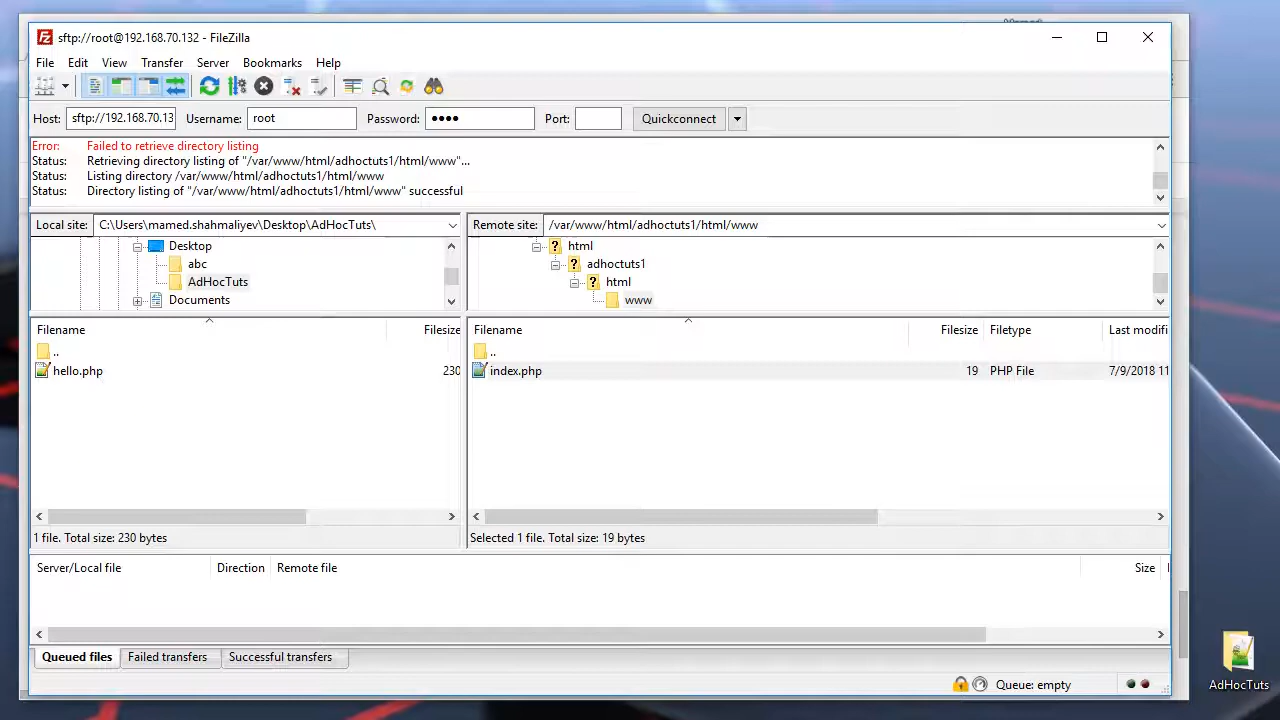 sftp://root@192.168.70.132 - FileZilla
File Edit View Transfer Server Bookmarks Help
Host: sftp://192.168.70.13 Username: root Password: •••• Port: Quickconnect
Error: Failed to retrieve directory listing
Status: Retrieving directory listing of "/var/www/html/adhoctuts1/html/www"...
Status: Listing directory /var/www/html/adhoctuts1/html/www
Status: Directory listing of "/var/www/html/adhoctuts1/html/www" successful
Local site: C:\Users\mamed.shahmaliyev\Desktop\AdHocTuts\
Desktop
abc
AdHocTuts
Documents
Remote site: /var/www/html/adhoctuts1/html/www
html
adhoctuts1
html
www
Filename Filesize
..
hello.php 230
1 file. Total size: 230 bytes
Filename Filesize Filetype Last modifi
..
index.php 19 PHP File 7/9/2018 11
Selected 1 file. Total size: 19 bytes
Server/Local file Direction Remote file Size
Queued files Failed transfers Successful transfers
Queue: empty
AdHocTuts